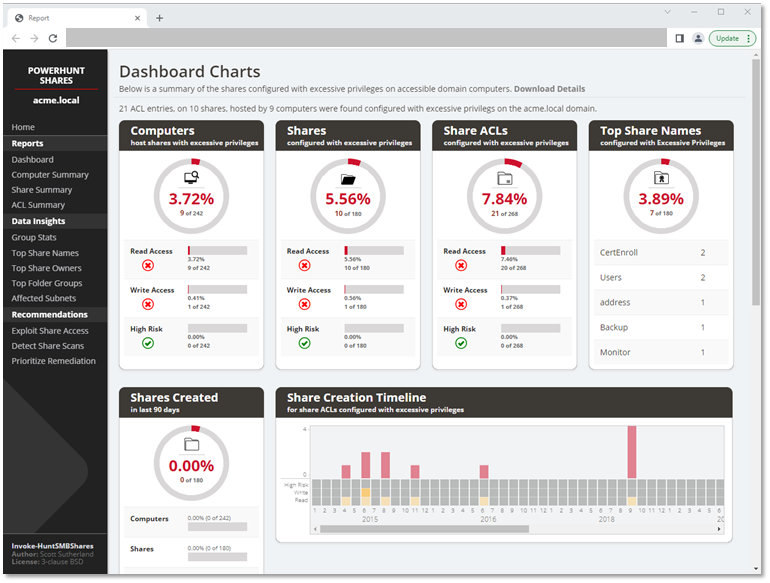 Report
Update
POWERHUNT
SHARES
acme.local
Home
Reports
Dashboard
Computer Summary
Share Summary
ACL Summary
Data Insights
Group Stats
Top Share Names
Top Share Owners
Top Folder Groups
Affected Subnets
Recommendations
Exploit Share Access
Detect Share Scans
Prioritize Remediation
Invoke-HuntSMBShares
Author: Scott Sutherland
License: 3-clause BSD
Dashboard Charts
Below is a summary of the shares configured with excessive privileges on accessible domain computers. Download Details
21 ACL entries, on 10 shares, hosted by 9 computers were found configured with excessive privilegs on the acme.local domain.
Computers
host shares with excessive privileges
3.72%
9 of 242
Read Access
3.72%
9 of 242
Write Access
0.41%
1 of 242
High Risk
0.00%
0 of 242
Shares
configured with excessive privileges
5.56%
10 of 180
Read Access
5.56%
10 of 180
Write Access
0.56%
1 of 180
High Risk
0.00%
0 of 180
Share ACLs
configured with excessive privileges
7.84%
21 of 268
Read Access
7.46%
20 of 268
Write Access
0.37%
1 of 268
High Risk
0.00%
0 of 268
Top Share Names
configured with Excessive Privileges
3.89%
7 of 180
CertEnroll 2
Users 2
address 1
Backup 1
Monitor 1
Shares Created
in last 90 days
0.00%
0 of 180
Computers 0.00% (0 of 242)
Shares 0.00% (0 of 180)
Share Creation Timeline
for share ACLs configured with excessive privileges
4
0
High Risk
Write
Read
1 2 3 4 5 6 7 8 9 10 11 12 1 2 3 4 5 6 7 8 9 10 11 12 1 2 3 4 5 6 7 8 9 10 11 12 1 2 3 4 5
2015 2016 2018 20